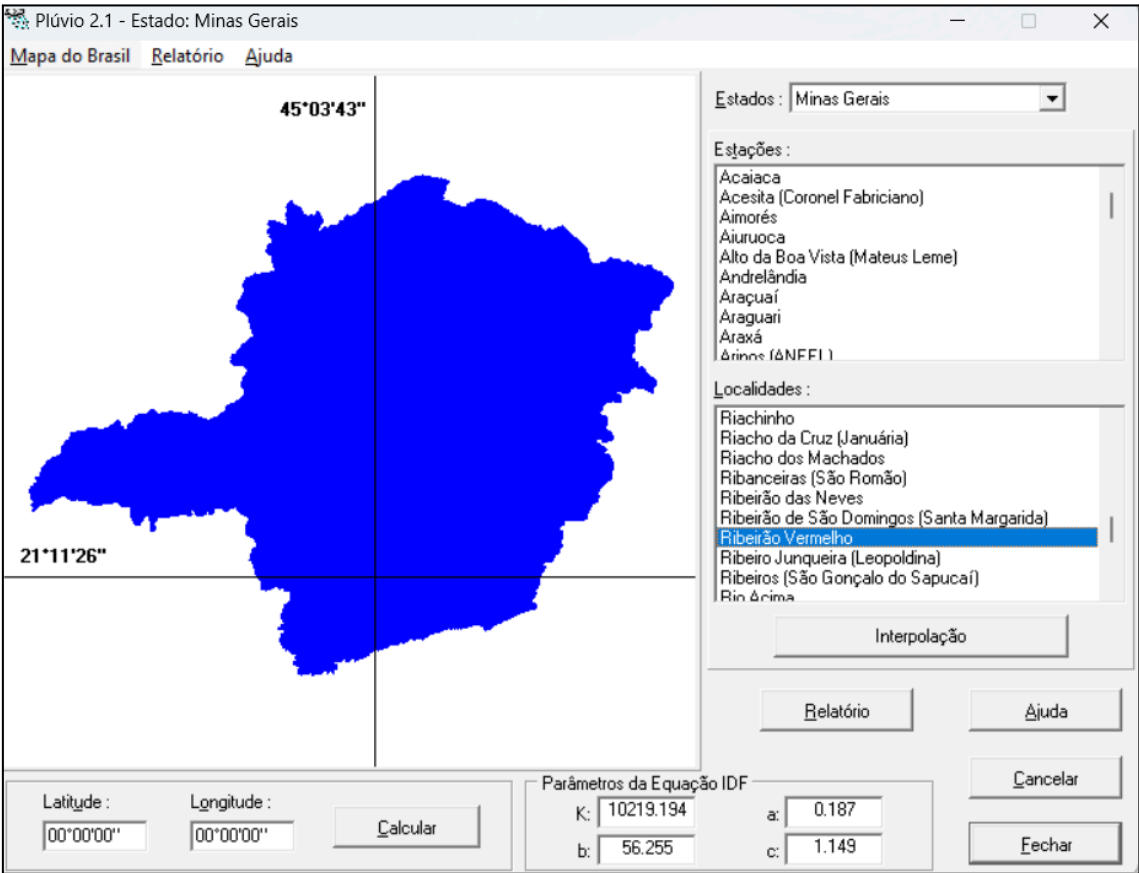 Plúvio 2.1 - Estado: Minas Gerais
Mapa do Brasil Relatório Ajuda
45°03'43"
21°11'26"
Estados : Minas Gerais
Estações :
Acaiaca
Acesita (Coronel Fabriciano)
Aimorés
Aiuruoca
Alto da Boa Vista (Mateus Leme)
Andrelândia
Araçuaí
Araguari
Araxá
Arinos (ANEEL)
Localidades :
Riachinho
Riacho da Cruz (Januária)
Riacho dos Machados
Ribanceiras (São Romão)
Ribeirão das Neves
Ribeirão de São Domingos (Santa Margarida)
Ribeirão Vermelho
Ribeiro Junqueira (Leopoldina)
Ribeiros (São Gonçalo do Sapucaí)
Rio Acima
Interpolação
Relatório Ajuda
Cancelar
Fechar
Latitude : Longitude :
00°00'00'' 00°00'00'' Calcular
Parâmetros da Equação IDF
K: 10219.194 a: 0.187
b: 56.255 c: 1.149